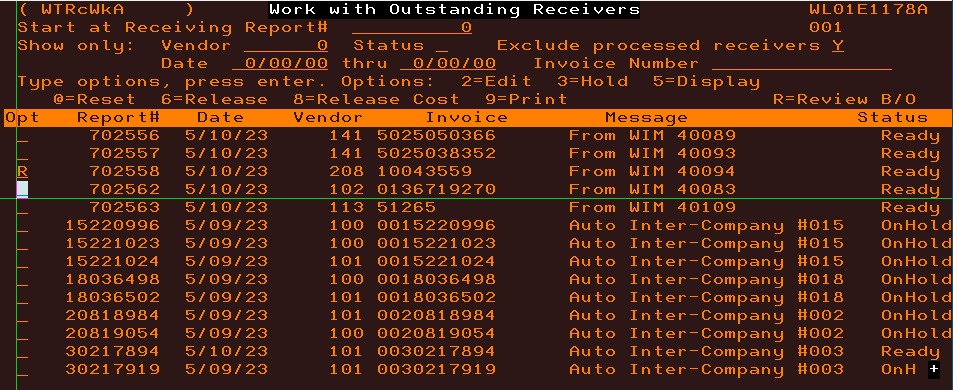 ( WTRcWkA ) Work with Outstanding Receivers WL01E1178A
Start at Receiving Report# 0 001
Show only: Vendor 0 Status _ Exclude processed receivers Y
Date 0/00/00 thru 0/00/00 Invoice Number
Type options, press enter. Options: 2=Edit 3=Hold 5=Display
@=Reset 6=Release 8=Release Cost 9=Print R=Review B/O
Opt Report# Date Vendor Invoice Message Status
_ 702556 5/10/23 141 5025050366 From WIM 40089 Ready
_ 702557 5/10/23 141 5025038352 From WIM 40093 Ready
R 702558 5/10/23 208 10043559 From WIM 40094 Ready
_ 702562 5/10/23 102 0136719270 From WIM 40083 Ready
_ 702563 5/10/23 113 51265 From WIM 40109 Ready
_ 15220996 5/09/23 100 0015220996 Auto Inter-Company #015 OnHold
_ 15221023 5/09/23 100 0015221023 Auto Inter-Company #015 OnHold
_ 15221024 5/09/23 101 0015221024 Auto Inter-Company #015 OnHold
_ 18036498 5/09/23 100 0018036498 Auto Inter-Company #018 OnHold
_ 18036502 5/09/23 101 0018036502 Auto Inter-Company #018 OnHold
_ 20818984 5/09/23 101 0020818984 Auto Inter-Company #002 OnHold
_ 20819054 5/09/23 100 0020819054 Auto Inter-Company #002 OnHold
_ 30217894 5/10/23 101 0030217894 Auto Inter-Company #003 Ready
_ 30217919 5/09/23 101 0030217919 Auto Inter-Company #003 OnH +